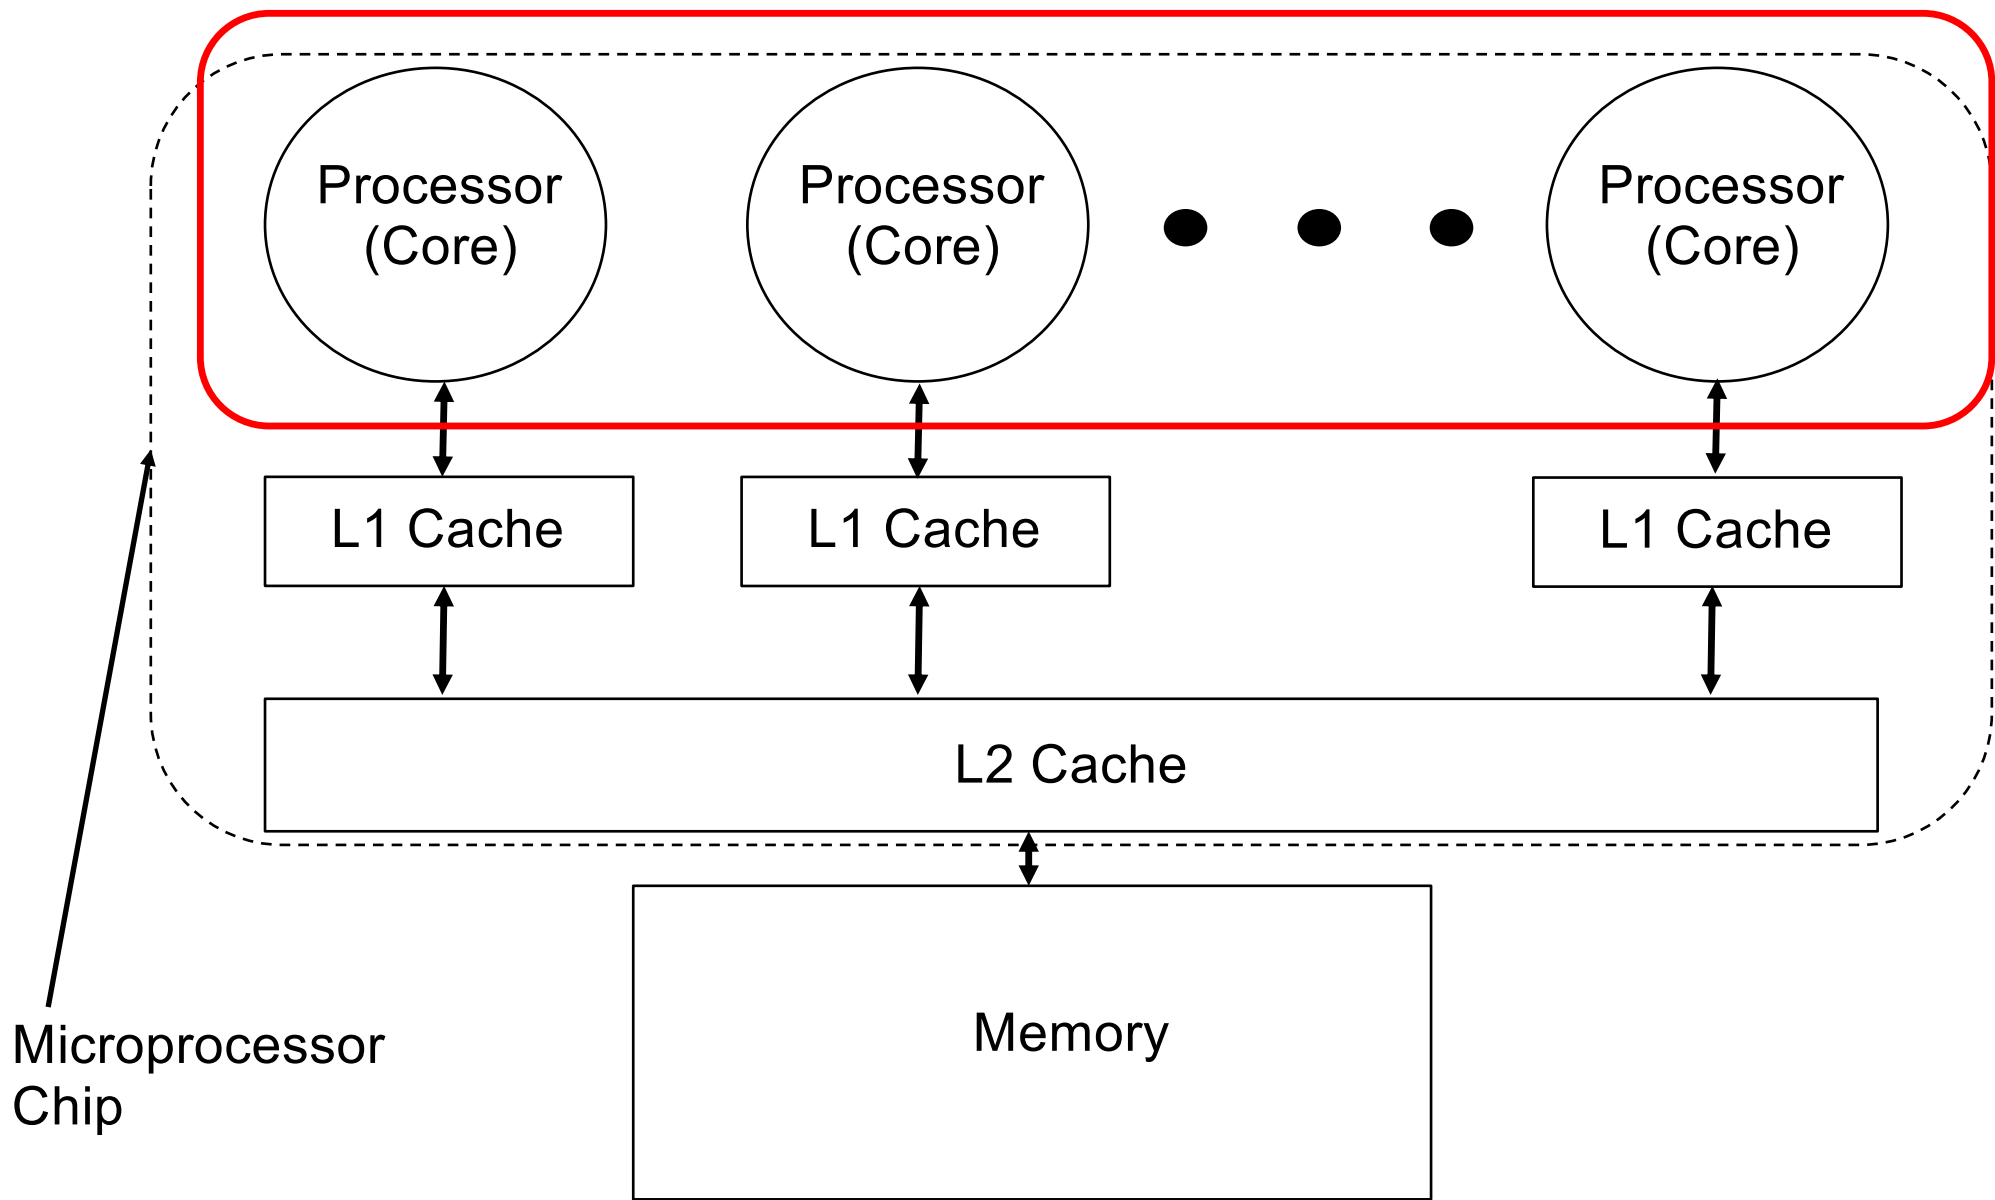 Processor
(Core)
Processor
(Core)
Processor
(Core)
L1 Cache
L1 Cache
L1 Cache
L2 Cache
Memory
Microprocessor
Chip